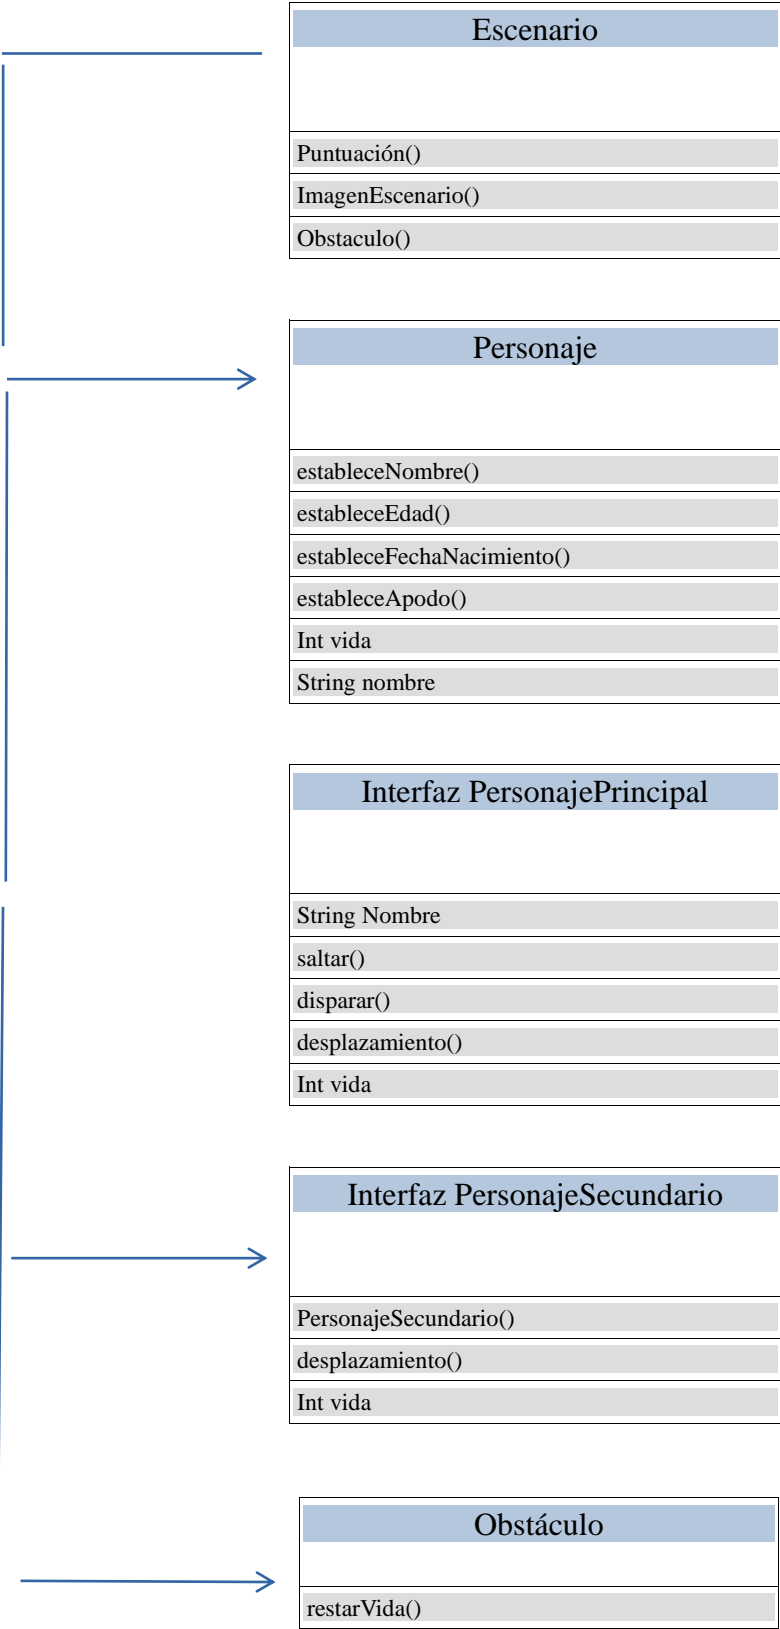 Escenario
Puntuación()
ImagenEscenario()
Obstaculo()
Personaje
estableceNombre()
estableceEdad()
estableceFechaNacimiento()
estableceApodo()
Int vida
String nombre
Interfaz PersonajePrincipal
String Nombre
saltar()
disparar()
desplazamiento()
Int vida
Interfaz PersonajeSecundario
PersonajeSecundario()
desplazamiento()
Int vida
Obstáculo
restarVida()